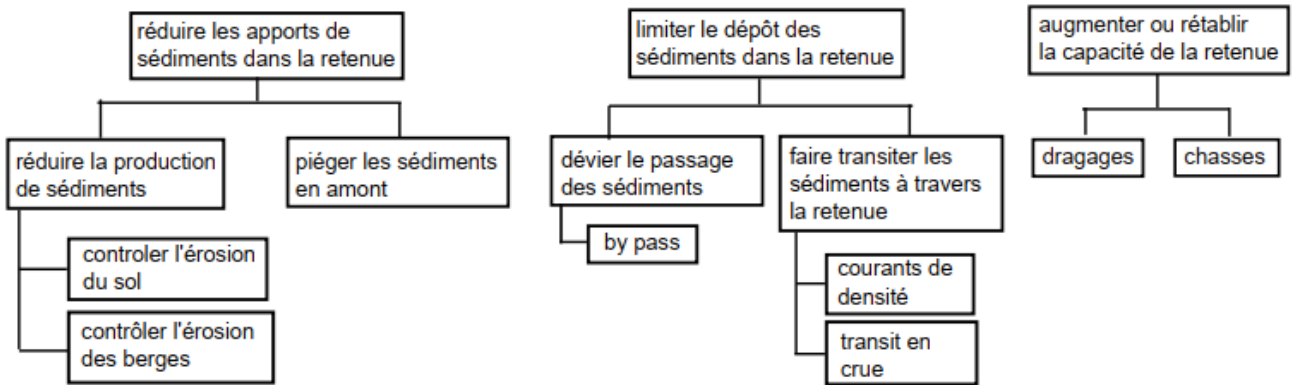 réduire les apports de
sédiments dans la retenue
réduire la production
de sédiments
controler l'érosion
du sol
contrôler l'érosion
des berges
piéger les sédiments
en amont
limiter le dépôt des
sédiments dans la retenue
dévier le passage
des sédiments
by pass
faire transiter les
sédiments à travers
la retenue
courants de
densité
transit en
crue
augmenter ou rétablir
la capacité de la retenue
dragages
chasses